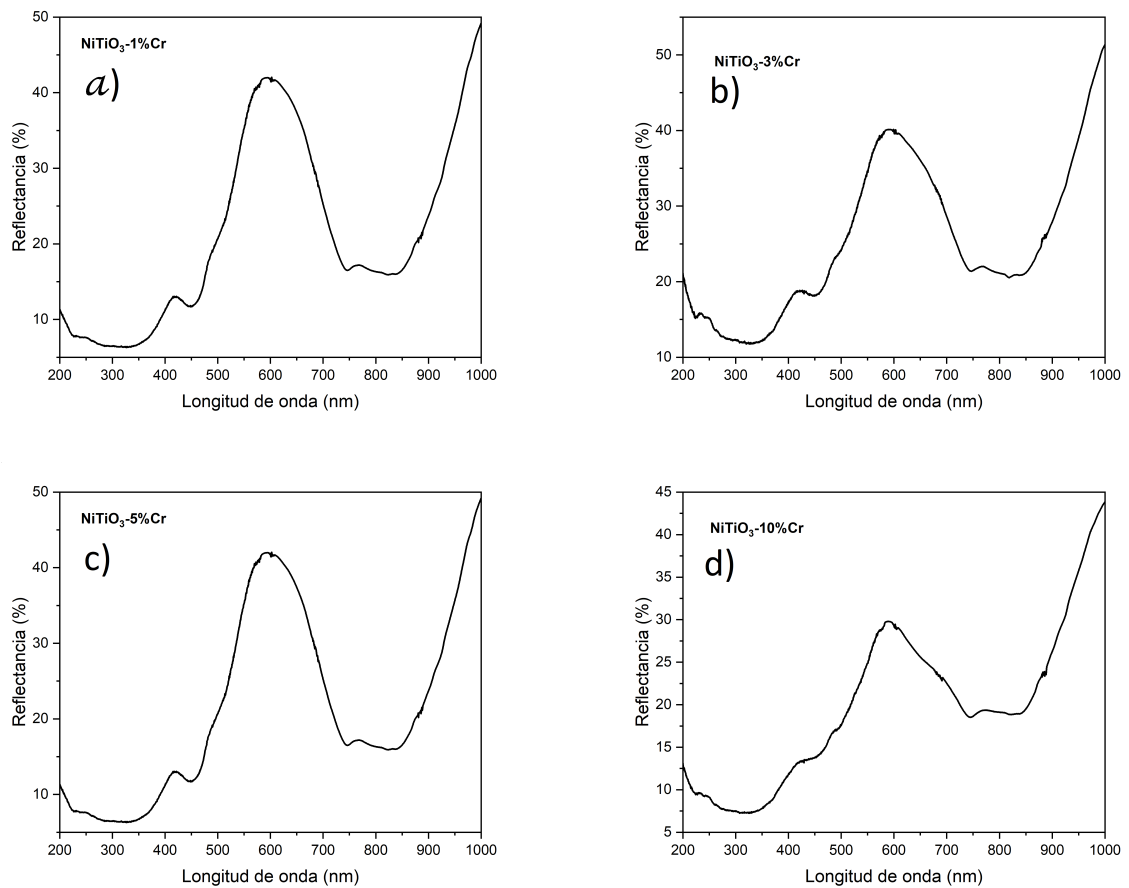 50
40
30
20
10
NiTiO₃-1%Cr
a)
Reflectancia (%)
200 300 400 500 600 700 800 900 1000
Longitud de onda (nm)
50
40
30
20
10
NiTiO₃-3%Cr
b)
Reflectancia (%)
200 300 400 500 600 700 800 900 1000
Longitud de onda (nm)
50
40
30
20
10
NiTiO₃-5%Cr
c)
Reflectancia (%)
200 300 400 500 600 700 800 900 1000
Longitud de onda (nm)
45
40
35
30
25
20
15
10
5
NiTiO₃-10%Cr
d)
Reflectancia (%)
200 300 400 500 600 700 800 900 1000
Longitud de onda (nm)